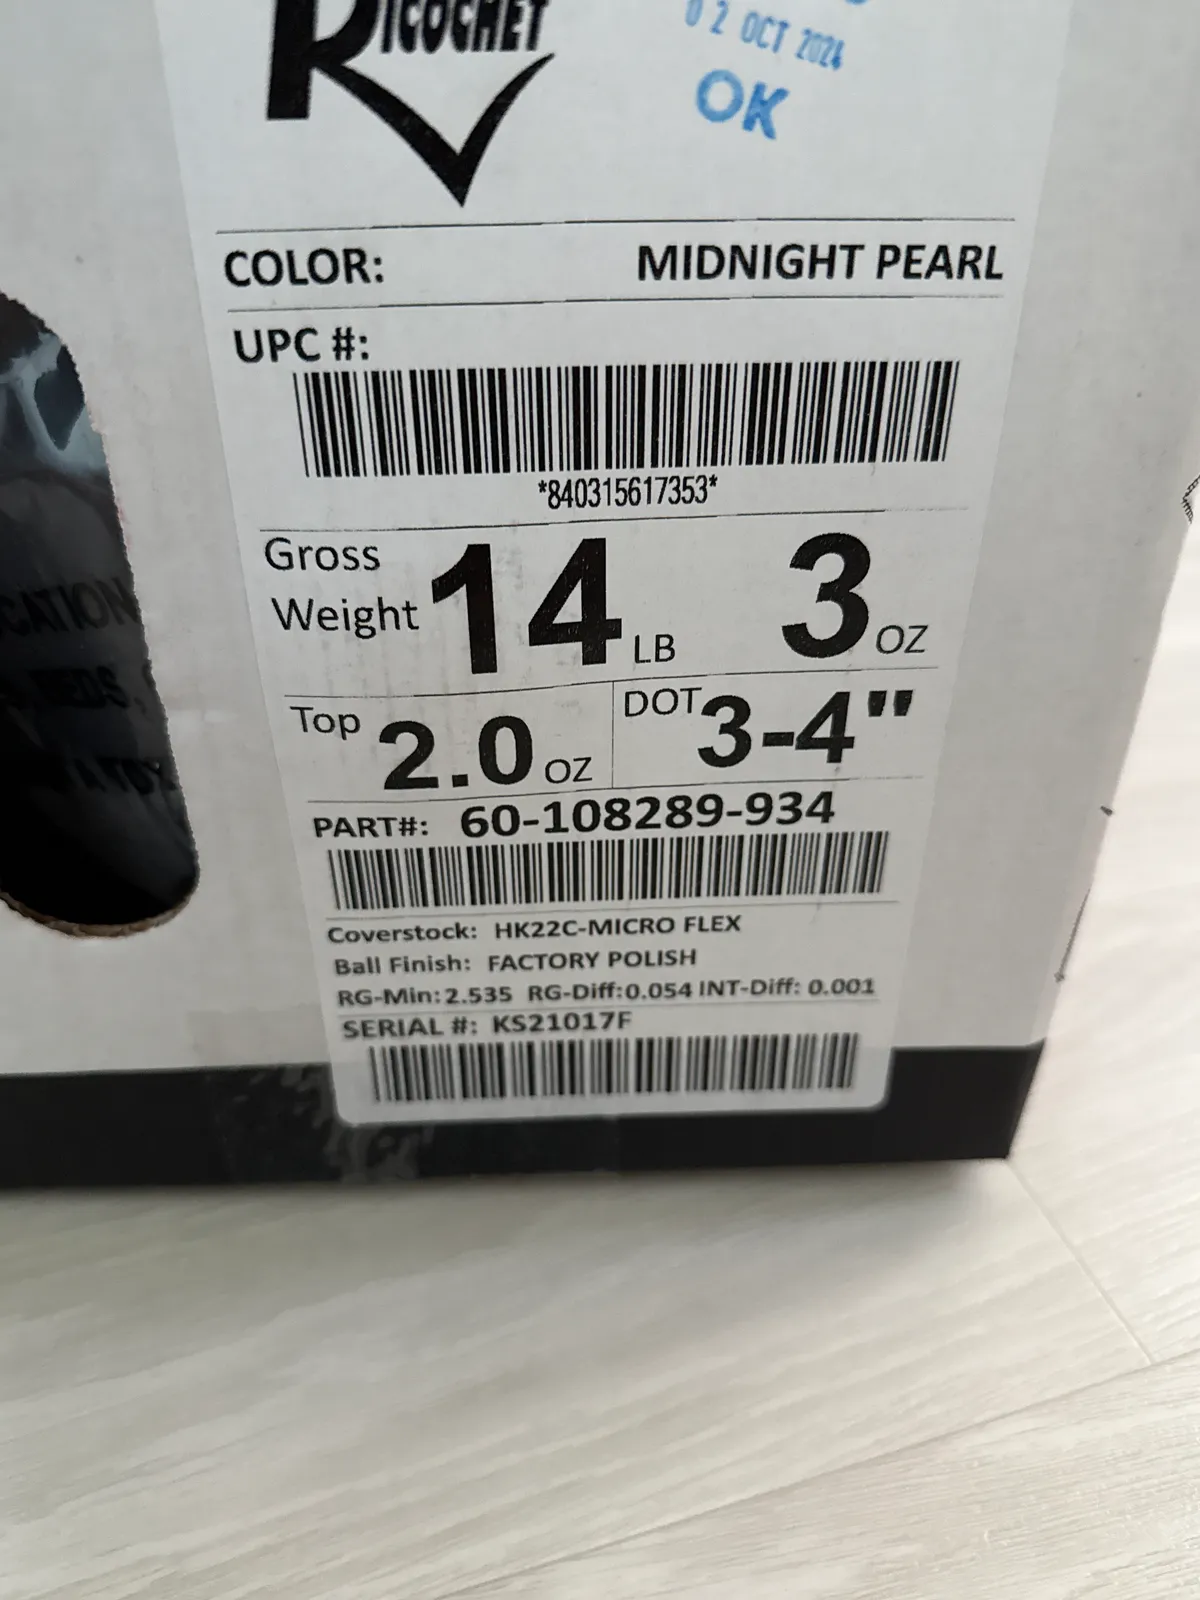 RICOCHET
02 OCT 2024
OK
COLOR: MIDNIGHT PEARL
UPC #:
*840315617353*
Gross Weight 14 LB 3 OZ
Top 2.0 OZ DOT 3-4"
PART#: 60-108289-934
Coverstock: HK22C-MICRO FLEX
Ball Finish: FACTORY POLISH
RG-Min:2.535 RG-Diff:0.054 INT-Diff: 0.001
SERIAL #: KS21017F